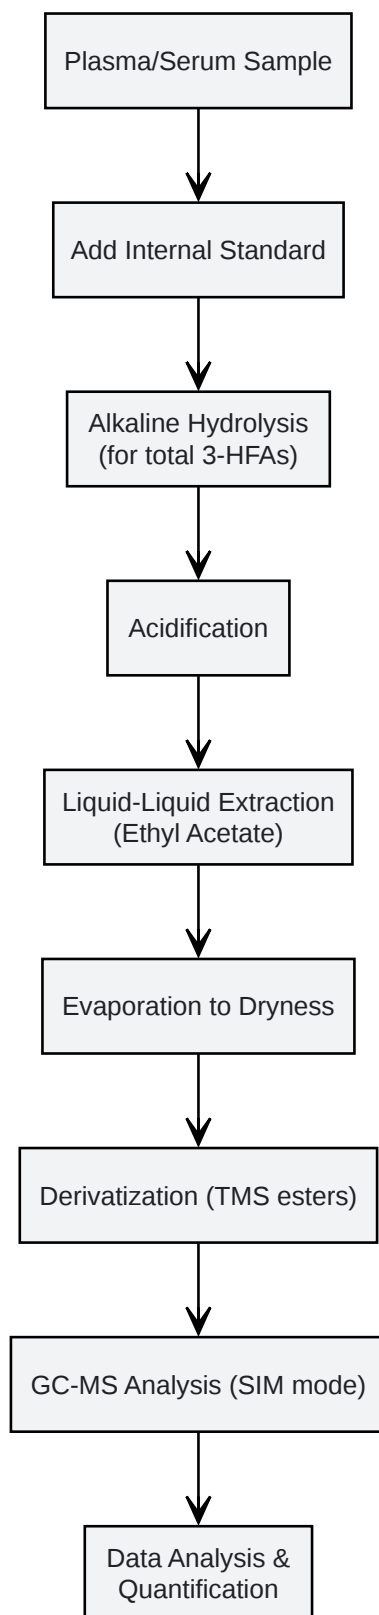 Plasma/Serum Sample
Add Internal Standard
Alkaline Hydrolysis
(for total 3-HFAs)
Acidification
Liquid-Liquid Extraction
(Ethyl Acetate)
Evaporation to Dryness
Derivatization (TMS esters)
GC-MS Analysis (SIM mode)
Data Analysis &
Quantification